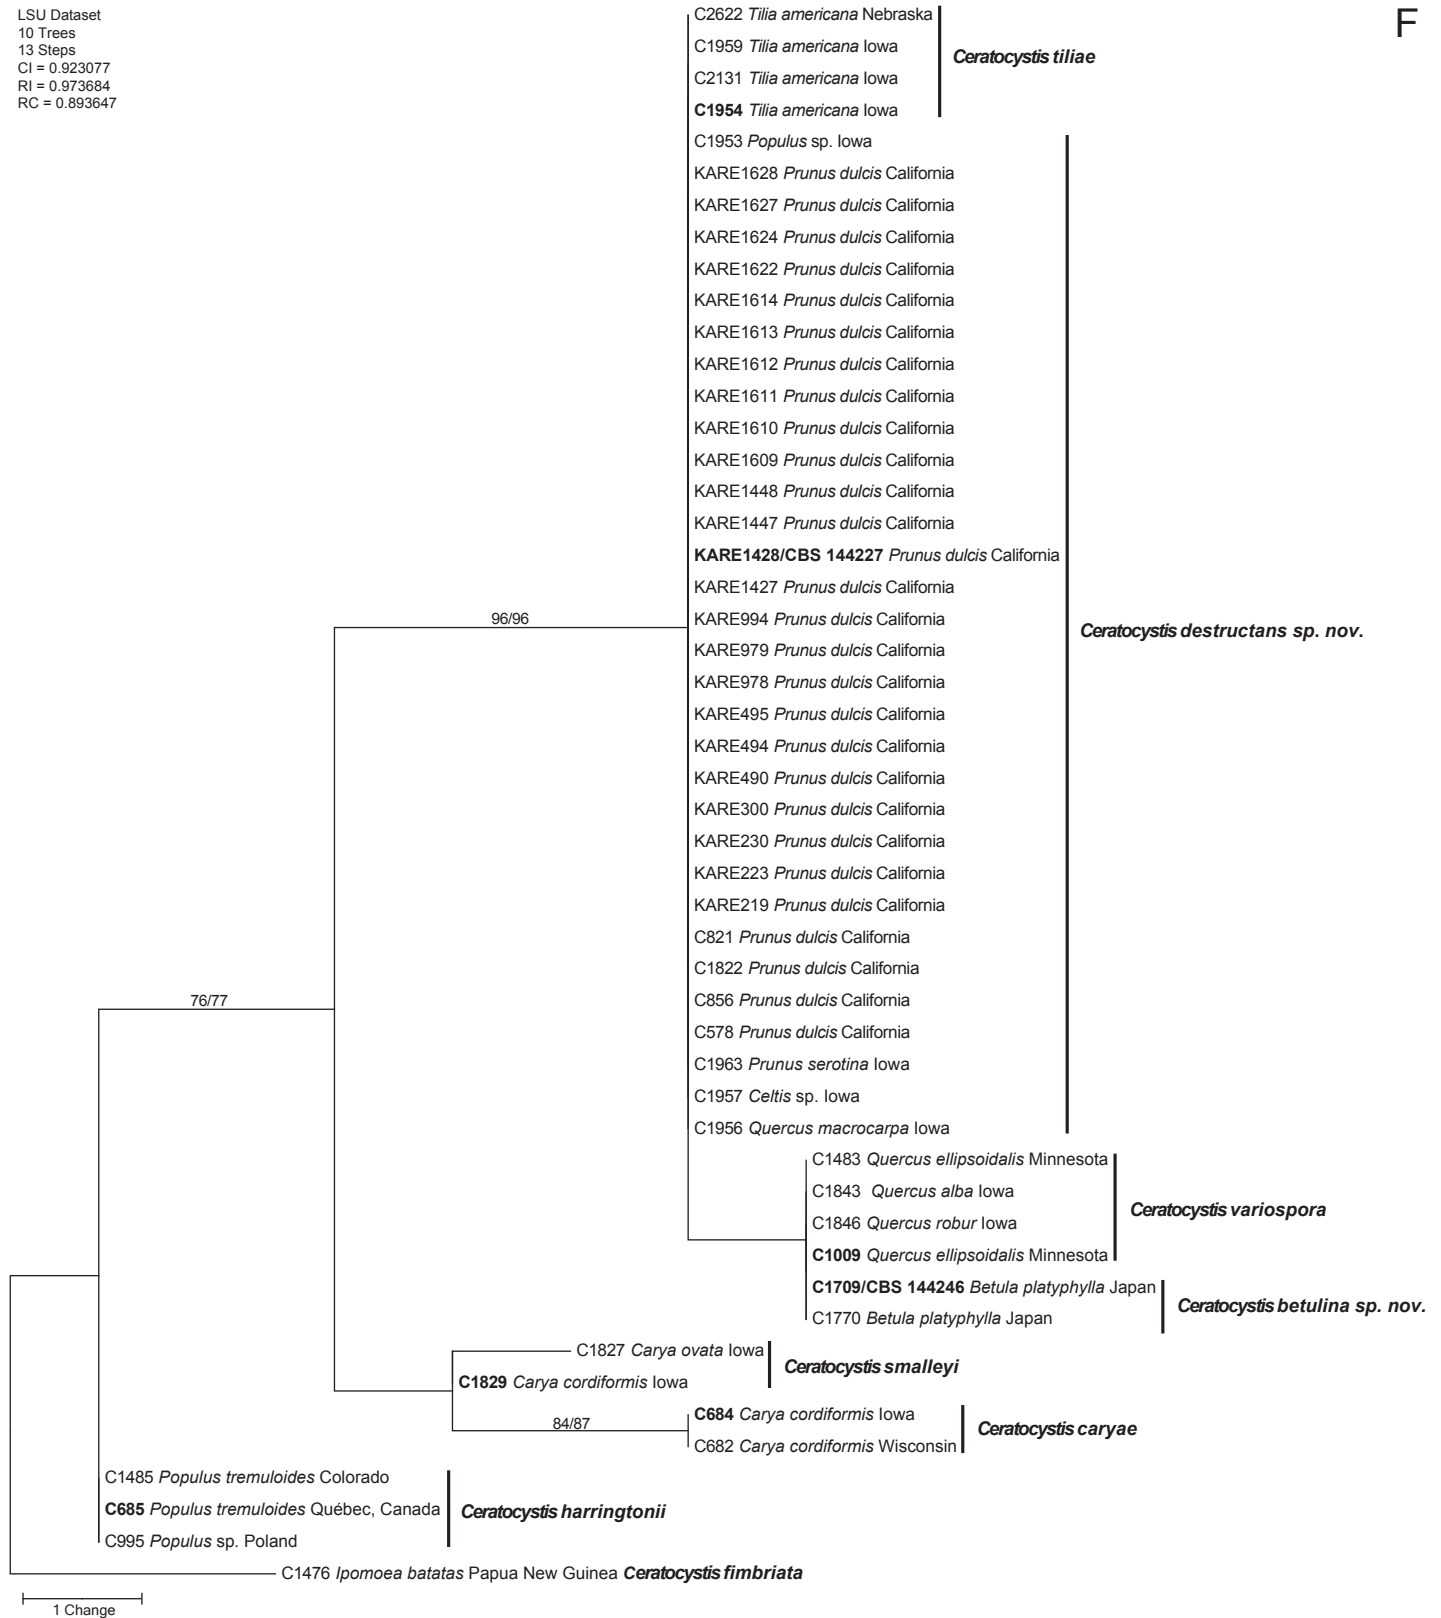 LSU Dataset
10 Trees
13 Steps
CI = 0.923077
RI = 0.973684
RC = 0.893647
F
C2622 Tilia americana Nebraska
C1959 Tilia americana Iowa
C2131 Tilia americana Iowa
C1954 Tilia americana Iowa
Ceratocystis tiliae
C1953 Populus sp. Iowa
KARE1628 Prunus dulcis California
KARE1627 Prunus dulcis California
KARE1624 Prunus dulcis California
KARE1622 Prunus dulcis California
KARE1614 Prunus dulcis California
KARE1613 Prunus dulcis California
KARE1612 Prunus dulcis California
KARE1611 Prunus dulcis California
KARE1610 Prunus dulcis California
KARE1609 Prunus dulcis California
KARE1448 Prunus dulcis California
KARE1447 Prunus dulcis California
KARE1428/CBS 144227 Prunus dulcis California
KARE1427 Prunus dulcis California
KARE994 Prunus dulcis California
KARE979 Prunus dulcis California
KARE978 Prunus dulcis California
KARE495 Prunus dulcis California
KARE494 Prunus dulcis California
KARE490 Prunus dulcis California
KARE300 Prunus dulcis California
KARE230 Prunus dulcis California
KARE223 Prunus dulcis California
KARE219 Prunus dulcis California
C821 Prunus dulcis California
C1822 Prunus dulcis California
C856 Prunus dulcis California
C578 Prunus dulcis California
C1963 Prunus serotina Iowa
C1957 Celtis sp. Iowa
C1956 Quercus macrocarpa Iowa
Ceratocystis destructans sp. nov.
96/96
76/77
C1483 Quercus ellipsoidalis Minnesota
C1843 Quercus alba Iowa
C1846 Quercus robur Iowa
C1009 Quercus ellipsoidalis Minnesota
Ceratocystis variospora
C1709/CBS 144246 Betula platyphylla Japan
C1770 Betula platyphylla Japan
Ceratocystis betulina sp. nov.
C1827 Carya ovata Iowa
C1829 Carya cordiformis Iowa
Ceratocystis smalleyi
84/87
C684 Carya cordiformis Iowa
C682 Carya cordiformis Wisconsin
Ceratocystis caryae
C1485 Populus tremuloides Colorado
C685 Populus tremuloides Québec, Canada
C995 Populus sp. Poland
Ceratocystis harringtonii
C1476 Ipomoea batatas Papua New Guinea Ceratocystis fimbriata
1 Change